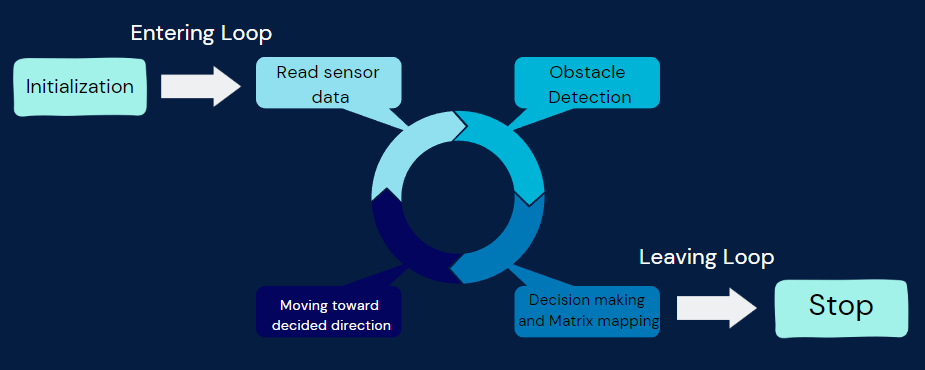 Entering Loop
Initialization
Read sensor
data
Obstacle
Detection
Leaving Loop
Moving toward
decided direction
Decision making
and Matrix mapping
Stop